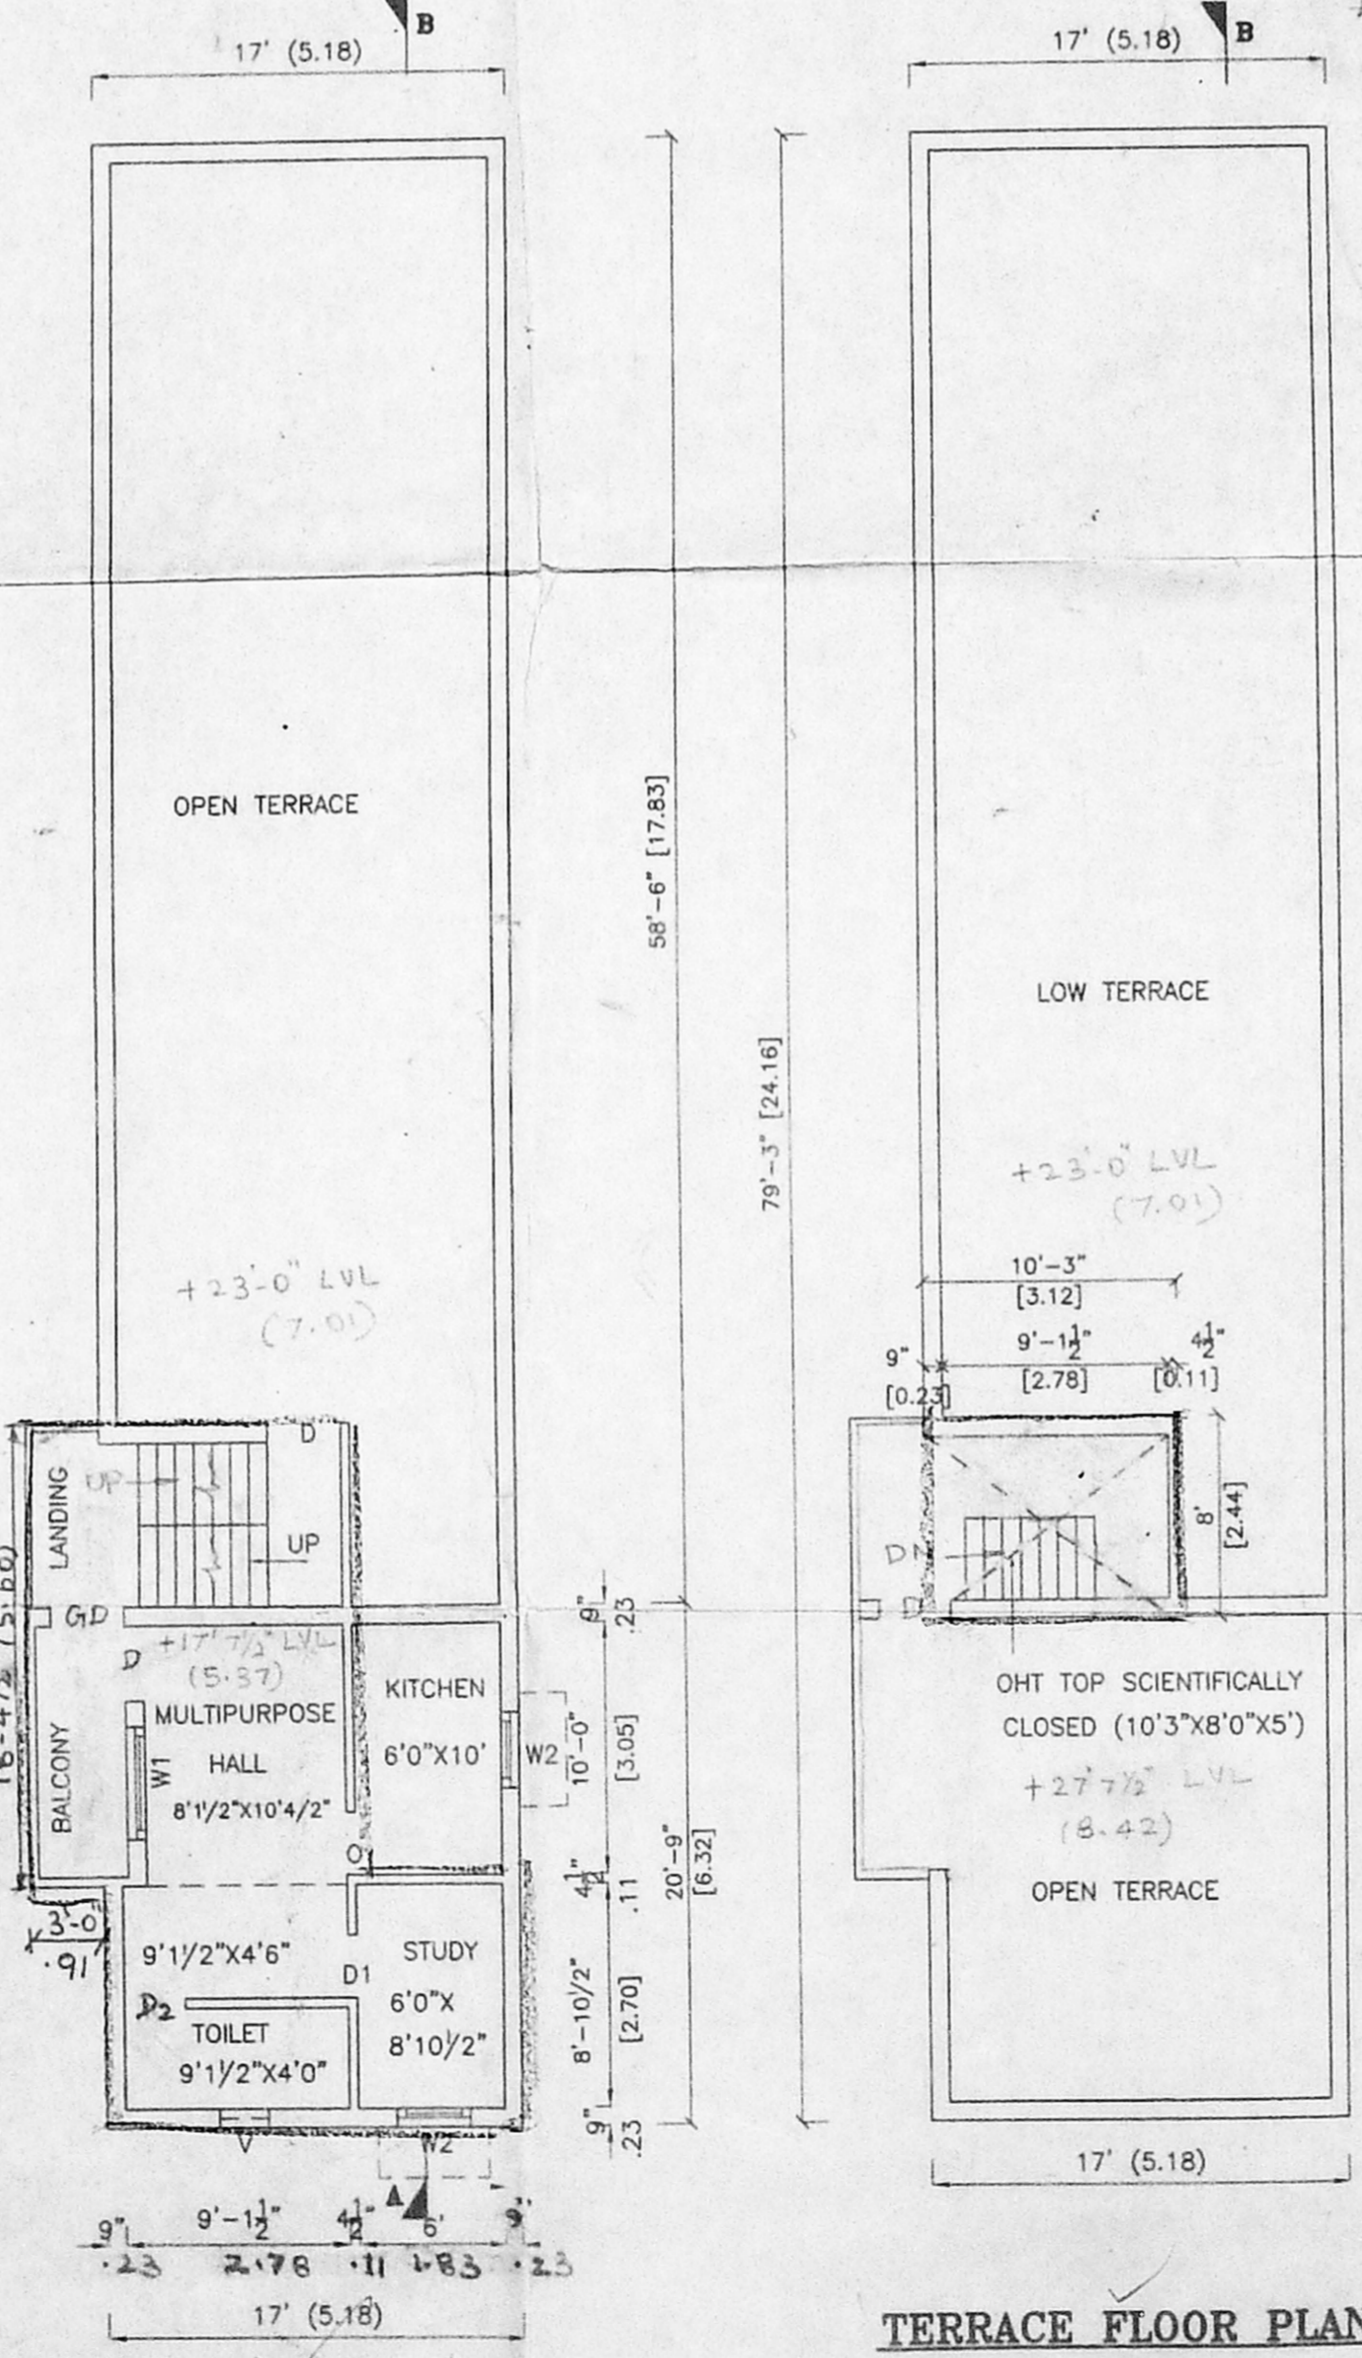 B
17' (5.18)
OPEN TERRACE
+23'-0" LVL
(7.01)
58'-6" [17.83]
79'-3" [24.16]
LANDING
UP
D
UP
GD
D
+17' 7½" LVL
(5.37)
MULTIPURPOSE
HALL
8'1½"X10'4½"
BALCONY
W1
KITCHEN
6'0"X10'
W2
O
3'-0
.91
9'1½"X4'6"
D1
STUDY
6'0"X
8'10½"
D2
TOILET
9'1½"X4'0"
V
W2
9"
.23
10'-0"
[3.05]
4½"
.11
8'-10½"
[2.70]
9"
.23
20'-9"
[6.32]
9" 9'-1½" 4½" 6' 9"
.23 2.78 .11 1.83 .23
17' (5.18)
B
17' (5.18)
LOW TERRACE
+23'-0" LVL
(7.01)
10'-3"
[3.12]
9" 9'-1½" 4½"
[0.23] [2.78] [0.11]
8'
[2.44]
D
OHT TOP SCIENTIFICALLY
CLOSED (10'3"X8'0"X5')
+27'7½" LVL
(8.42)
OPEN TERRACE
17' (5.18)
TERRACE FLOOR PLAN